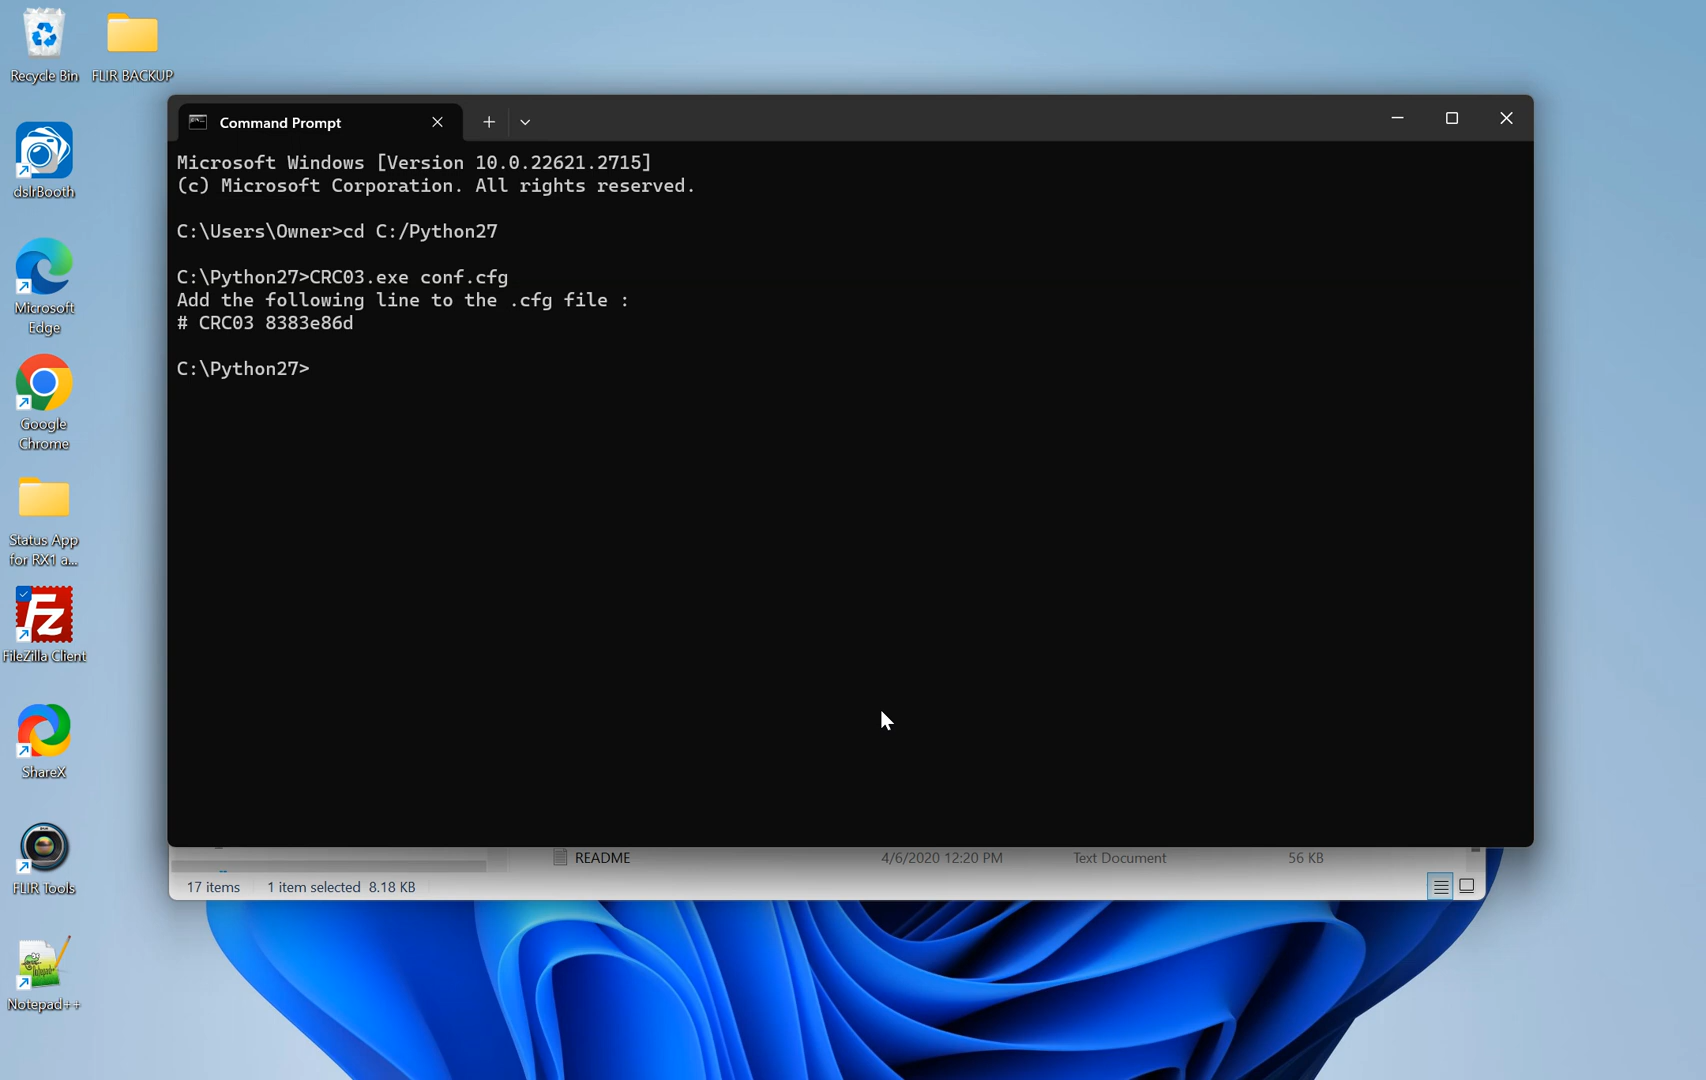 Recycle Bin
FLIR BACKUP
dslrBooth
Microsoft
Edge
Google
Chrome
Status App
for RX1 a...
FileZilla Client
ShareX
FLIR Tools
Notepad++
Command Prompt
Microsoft Windows [Version 10.0.22621.2715]
(c) Microsoft Corporation. All rights reserved.
C:\Users\Owner>cd C:/Python27
C:\Python27>CRC03.exe conf.cfg
Add the following line to the .cfg file :
# CRC03 8383e86d
C:\Python27>
README 4/6/2020 12:20 PM Text Document 56 KB
17 items 1 item selected 8.18 KB